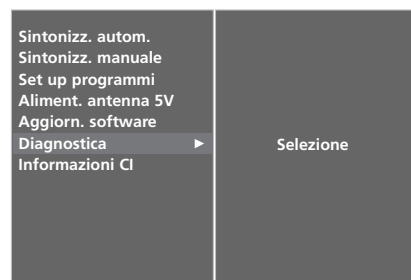 Sintonizz. autom.
Sintonizz. manuale
Set up programmi
Aliment. antenna 5V
Aggiorn. software
Diagnostica
Selezione
Informazioni CI